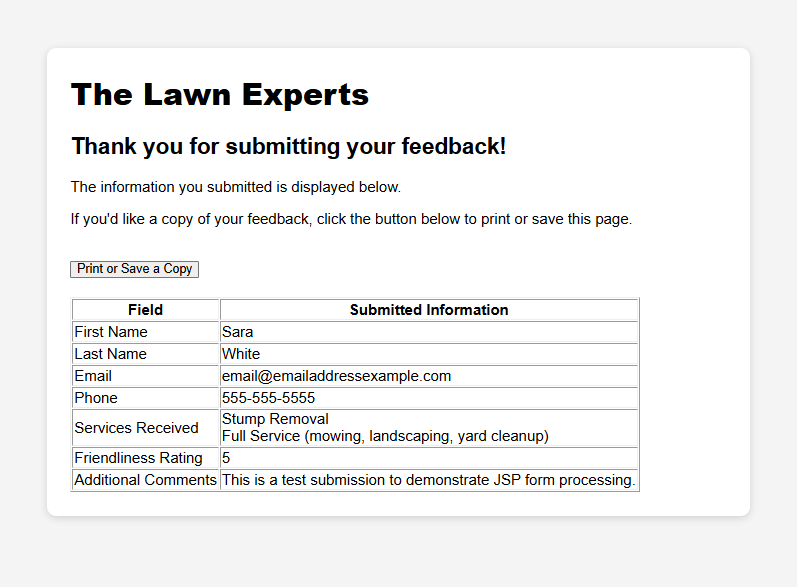 The Lawn Experts
Thank you for submitting your feedback!
The information you submitted is displayed below.
If you'd like a copy of your feedback, click the button below to print or save this page.
Print or Save a Copy
Field Submitted Information
First Name Sara
Last Name White
Email email@emailaddressexample.com
Phone 555-555-5555
Services Received Stump Removal
Full Service (mowing, landscaping, yard cleanup)
Friendliness Rating 5
Additional Comments This is a test submission to demonstrate JSP form processing.